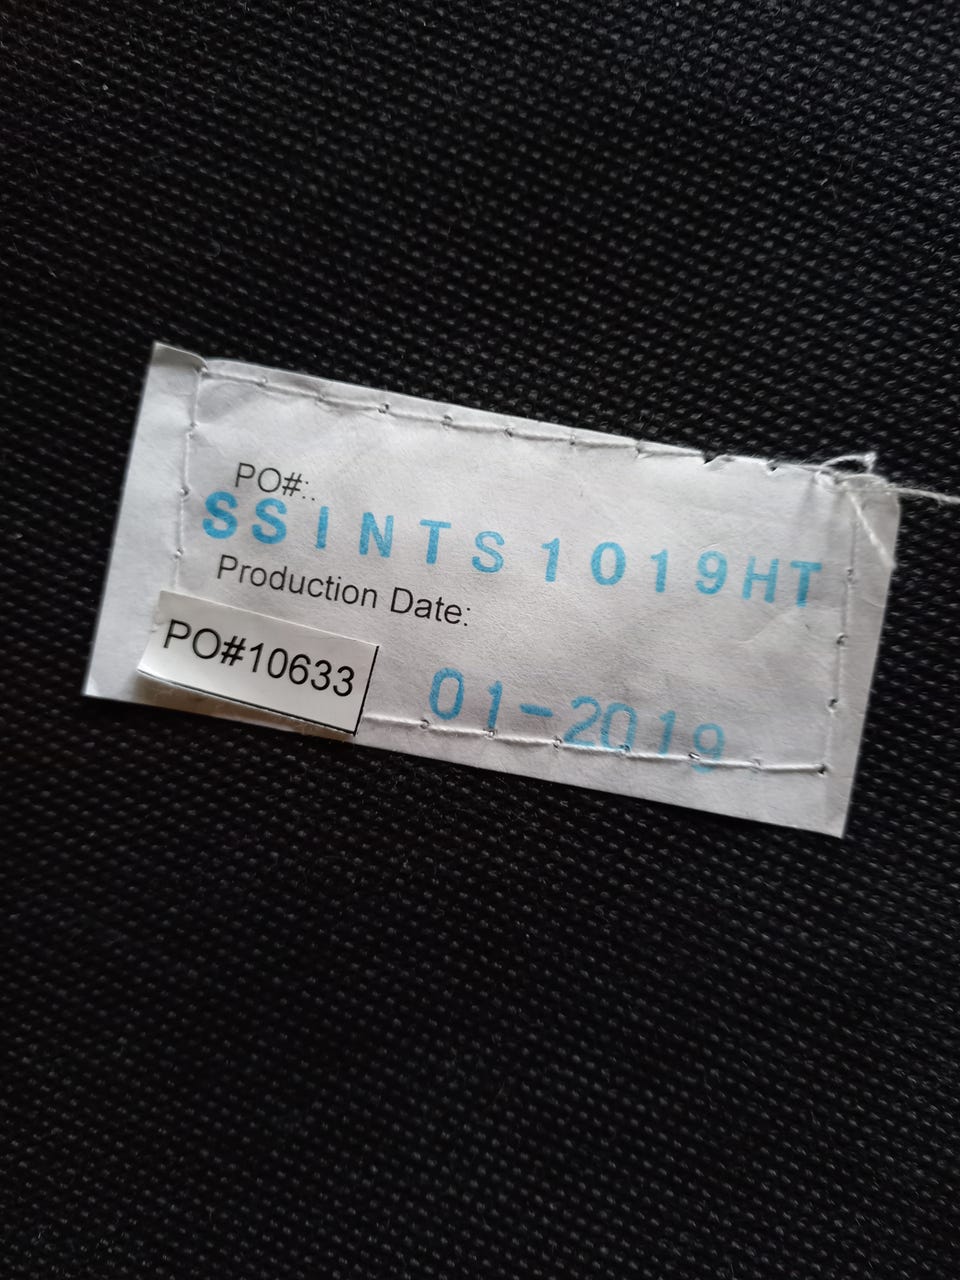 PO#:.
SSINTS1019HT
Production Date:
PO#10633
01-2019